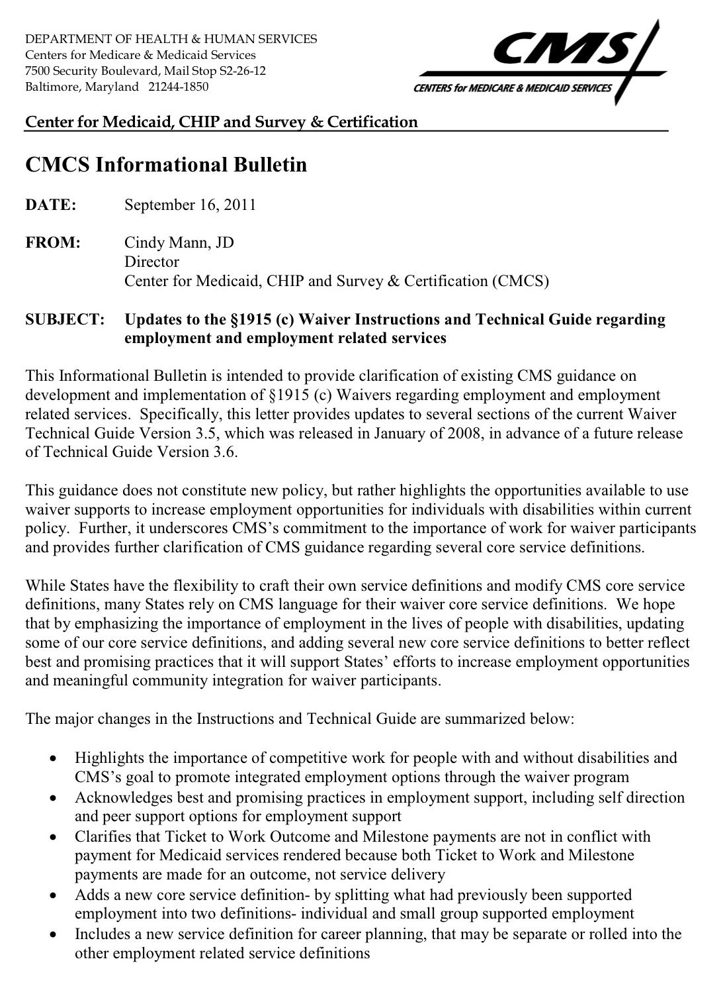 DEPARTMENT OF HEALTH & HUMAN SERVICES
Centers for Medicare & Medicaid Services
7500 Security Boulevard, Mail Stop S2-26-12
Baltimore, Maryland 21244-1850
CMS
CENTERS for MEDICARE & MEDICAID SERVICES
Center for Medicaid, CHIP and Survey & Certification
CMCS Informational Bulletin
DATE: September 16, 2011
FROM: Cindy Mann, JD
Director
Center for Medicaid, CHIP and Survey & Certification (CMCS)
SUBJECT: Updates to the §1915 (c) Waiver Instructions and Technical Guide regarding
employment and employment related services
This Informational Bulletin is intended to provide clarification of existing CMS guidance on
development and implementation of §1915 (c) Waivers regarding employment and employment
related services. Specifically, this letter provides updates to several sections of the current Waiver
Technical Guide Version 3.5, which was released in January of 2008, in advance of a future release
of Technical Guide Version 3.6.
This guidance does not constitute new policy, but rather highlights the opportunities available to use
waiver supports to increase employment opportunities for individuals with disabilities within current
policy. Further, it underscores CMS’s commitment to the importance of work for waiver participants
and provides further clarification of CMS guidance regarding several core service definitions.
While States have the flexibility to craft their own service definitions and modify CMS core service
definitions, many States rely on CMS language for their waiver core service definitions. We hope
that by emphasizing the importance of employment in the lives of people with disabilities, updating
some of our core service definitions, and adding several new core service definitions to better reflect
best and promising practices that it will support States’ efforts to increase employment opportunities
and meaningful community integration for waiver participants.
The major changes in the Instructions and Technical Guide are summarized below:
• Highlights the importance of competitive work for people with and without disabilities and
CMS’s goal to promote integrated employment options through the waiver program
• Acknowledges best and promising practices in employment support, including self direction
and peer support options for employment support
• Clarifies that Ticket to Work Outcome and Milestone payments are not in conflict with
payment for Medicaid services rendered because both Ticket to Work and Milestone
payments are made for an outcome, not service delivery
• Adds a new core service definition- by splitting what had previously been supported
employment into two definitions- individual and small group supported employment
• Includes a new service definition for career planning, that may be separate or rolled into the
other employment related service definitions